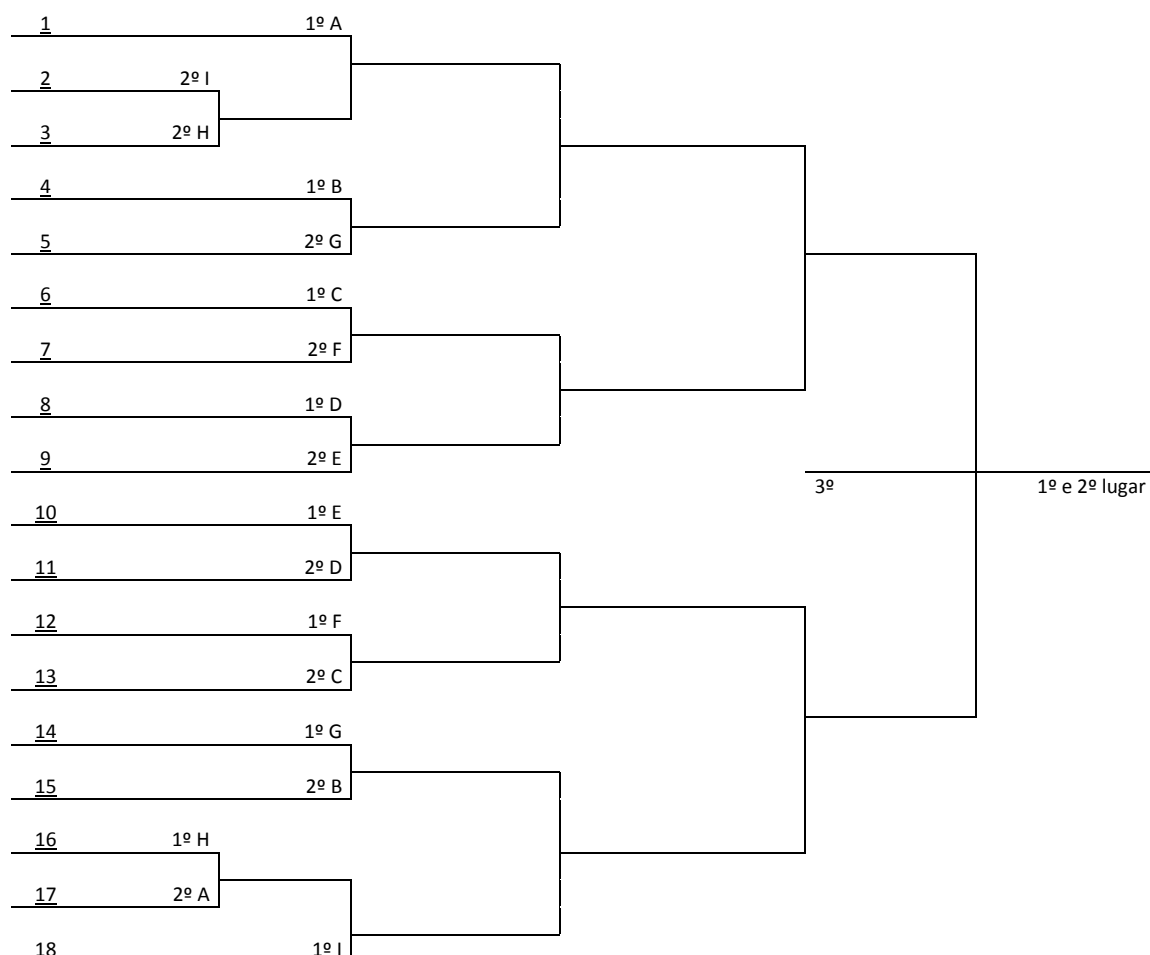 1 1º A
2 2º I
3 2º H
4 1º B
5 2º G
6 1º C
7 2º F
8 1º D
9 2º E
3º 1º e 2º lugar
10 1º E
11 2º D
12 1º F
13 2º C
14 1º G
15 2º B
16 1º H
17 2º A
18 1º I